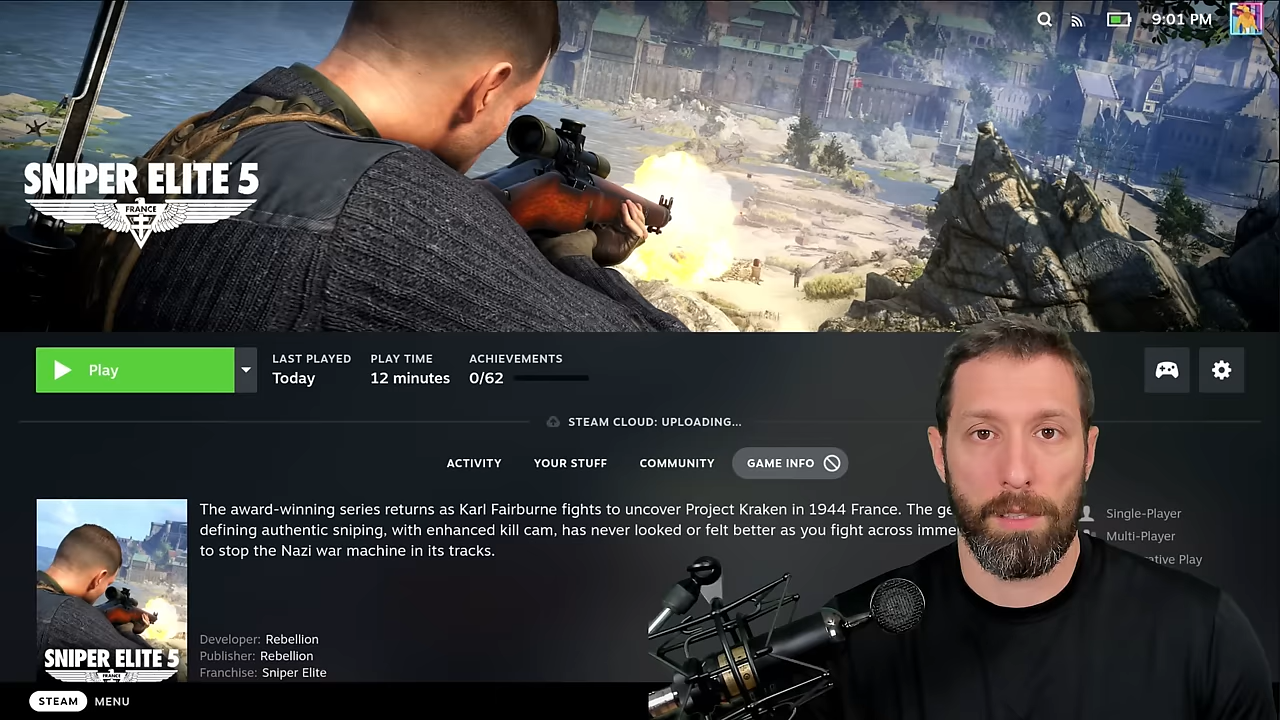 9:01 PM
SNIPER ELITE 5
FRANCE
Play
LAST PLAYED
Today
PLAY TIME
12 minutes
ACHIEVEMENTS
0/62
STEAM CLOUD: UPLOADING...
ACTIVITY
YOUR STUFF
COMMUNITY
GAME INFO
The award-winning series returns as Karl Fairburne fights to uncover Project Kraken in 1944 France. The
defining authentic sniping, with enhanced kill cam, has never looked or felt better as you fight across
to stop the Nazi war machine in its tracks.
Single-Player
Multi-Player
Play
Developer: Rebellion
Publisher: Rebellion
Franchise: Sniper Elite
SNIPER ELITE 5
FRANCE
STEAM MENU